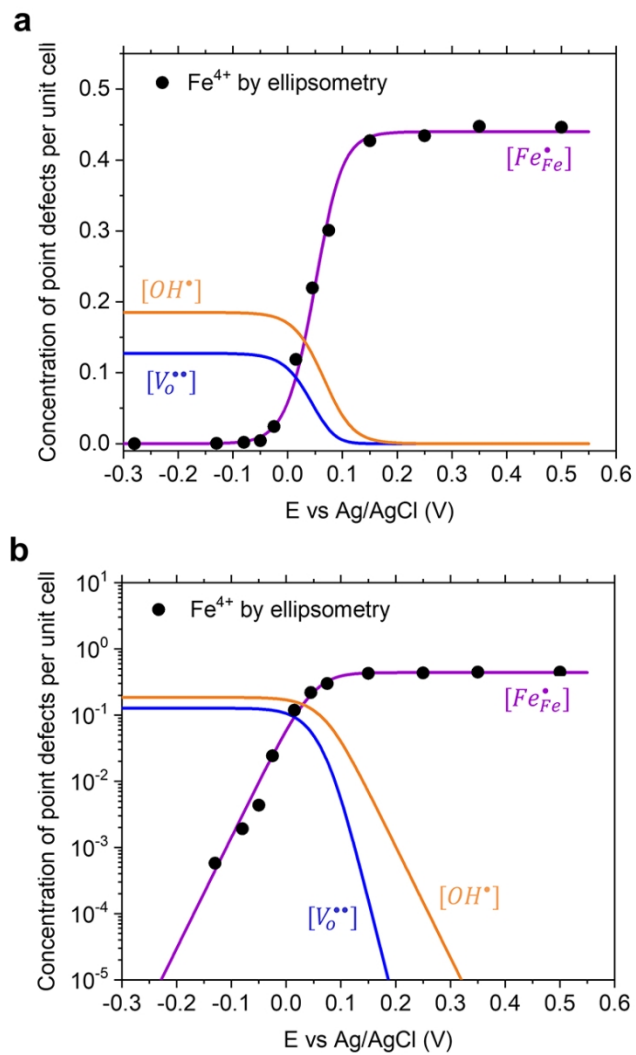 a
Fe⁴⁺ by ellipsometry
Concentration of point defects per unit cell
0.5
0.4
0.3
0.2
0.1
0.0
[Fe•Fe]
[OH•]
[Vo••]
-0.3 -0.2 -0.1 0.0 0.1 0.2 0.3 0.4 0.5 0.6
E vs Ag/AgCl (V)
b
Fe⁴⁺ by ellipsometry
Concentration of point defects per unit cell
10¹
10⁰
10⁻¹
10⁻²
10⁻³
10⁻⁴
10⁻⁵
[Fe•Fe]
[OH•]
[Vo••]
-0.3 -0.2 -0.1 0.0 0.1 0.2 0.3 0.4 0.5 0.6
E vs Ag/AgCl (V)